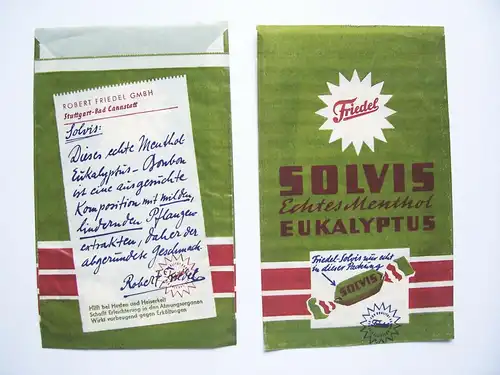 ROBERT FRIEDEL GMBH
Stuttgart-Bad Cannstatt
Solvis:
Dieses echte Menthol-
Eukalyptus-Bonbon
ist eine ausgesuchte
Komposition mit milden,
lindernden Pflanzen-
extrakten, daher der
abgerundete Geschmack.
Robert Friedel
Hilft bei Husten und Heiserkeit
Schafft Erleichterung in den Atmungsorganen
Wirkt vorbeugend gegen Erkältungen
Friedel
SOLVIS
Echtes Menthol
EUKALYPTUS
Friedel-Solvis nur echt
in dieser Packung
SOLVIS
Friedel